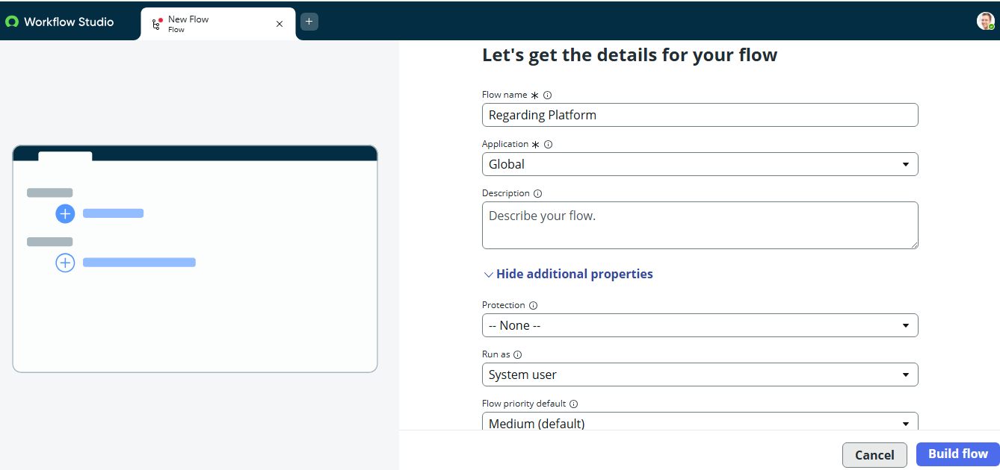 Workflow Studio
New Flow
Flow
Let's get the details for your flow
Flow name
Regarding Platform
Application
Global
Description
Describe your flow.
Hide additional properties
Protection
-- None --
Run as
System user
Flow priority default
Medium (default)
Cancel
Build flow